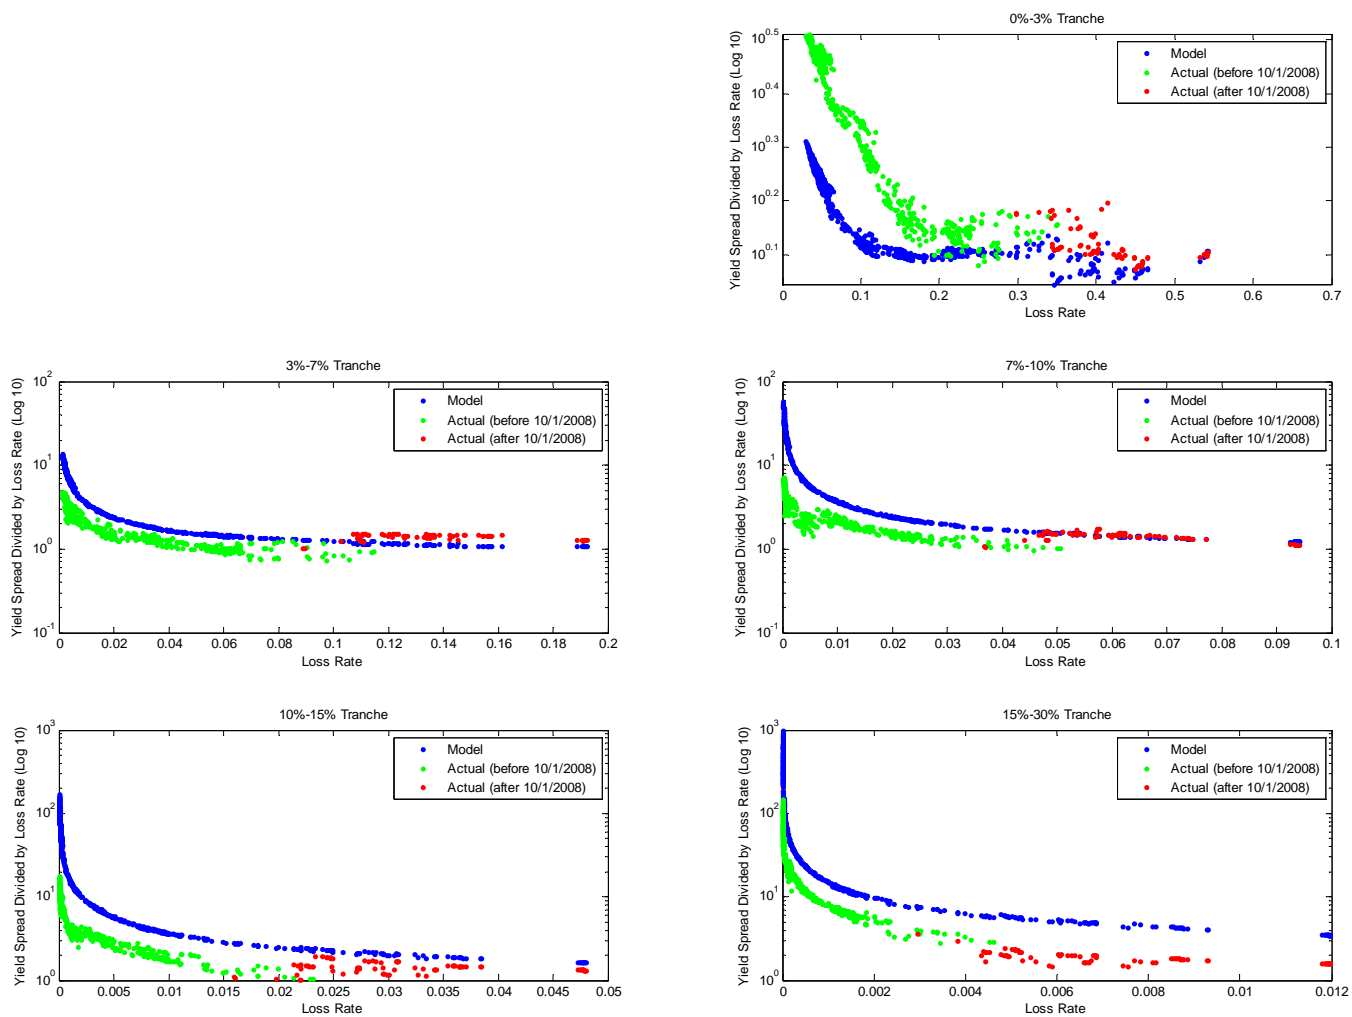 0%-3% Tranche
Yield Spread Divided by Loss Rate (Log 10)
10^0.5
10^0.4
10^0.3
10^0.2
10^0.1
Model
Actual (before 10/1/2008)
Actual (after 10/1/2008)
0 0.1 0.2 0.3 0.4 0.5 0.6 0.7
Loss Rate
3%-7% Tranche
Yield Spread Divided by Loss Rate (Log 10)
10^2
10^1
10^0
10^-1
Model
Actual (before 10/1/2008)
Actual (after 10/1/2008)
0 0.02 0.04 0.06 0.08 0.1 0.12 0.14 0.16 0.18 0.2
Loss Rate
7%-10% Tranche
Yield Spread Divided by Loss Rate (Log 10)
10^2
10^1
10^0
10^-1
Model
Actual (before 10/1/2008)
Actual (after 10/1/2008)
0 0.01 0.02 0.03 0.04 0.05 0.06 0.07 0.08 0.09 0.1
Loss Rate
10%-15% Tranche
Yield Spread Divided by Loss Rate (Log 10)
10^3
10^2
10^1
10^0
Model
Actual (before 10/1/2008)
Actual (after 10/1/2008)
0 0.005 0.01 0.015 0.02 0.025 0.03 0.035 0.04 0.045 0.05
Loss Rate
15%-30% Tranche
Yield Spread Divided by Loss Rate (Log 10)
10^3
10^2
10^1
10^0
Model
Actual (before 10/1/2008)
Actual (after 10/1/2008)
0 0.002 0.004 0.006 0.008 0.01 0.012
Loss Rate